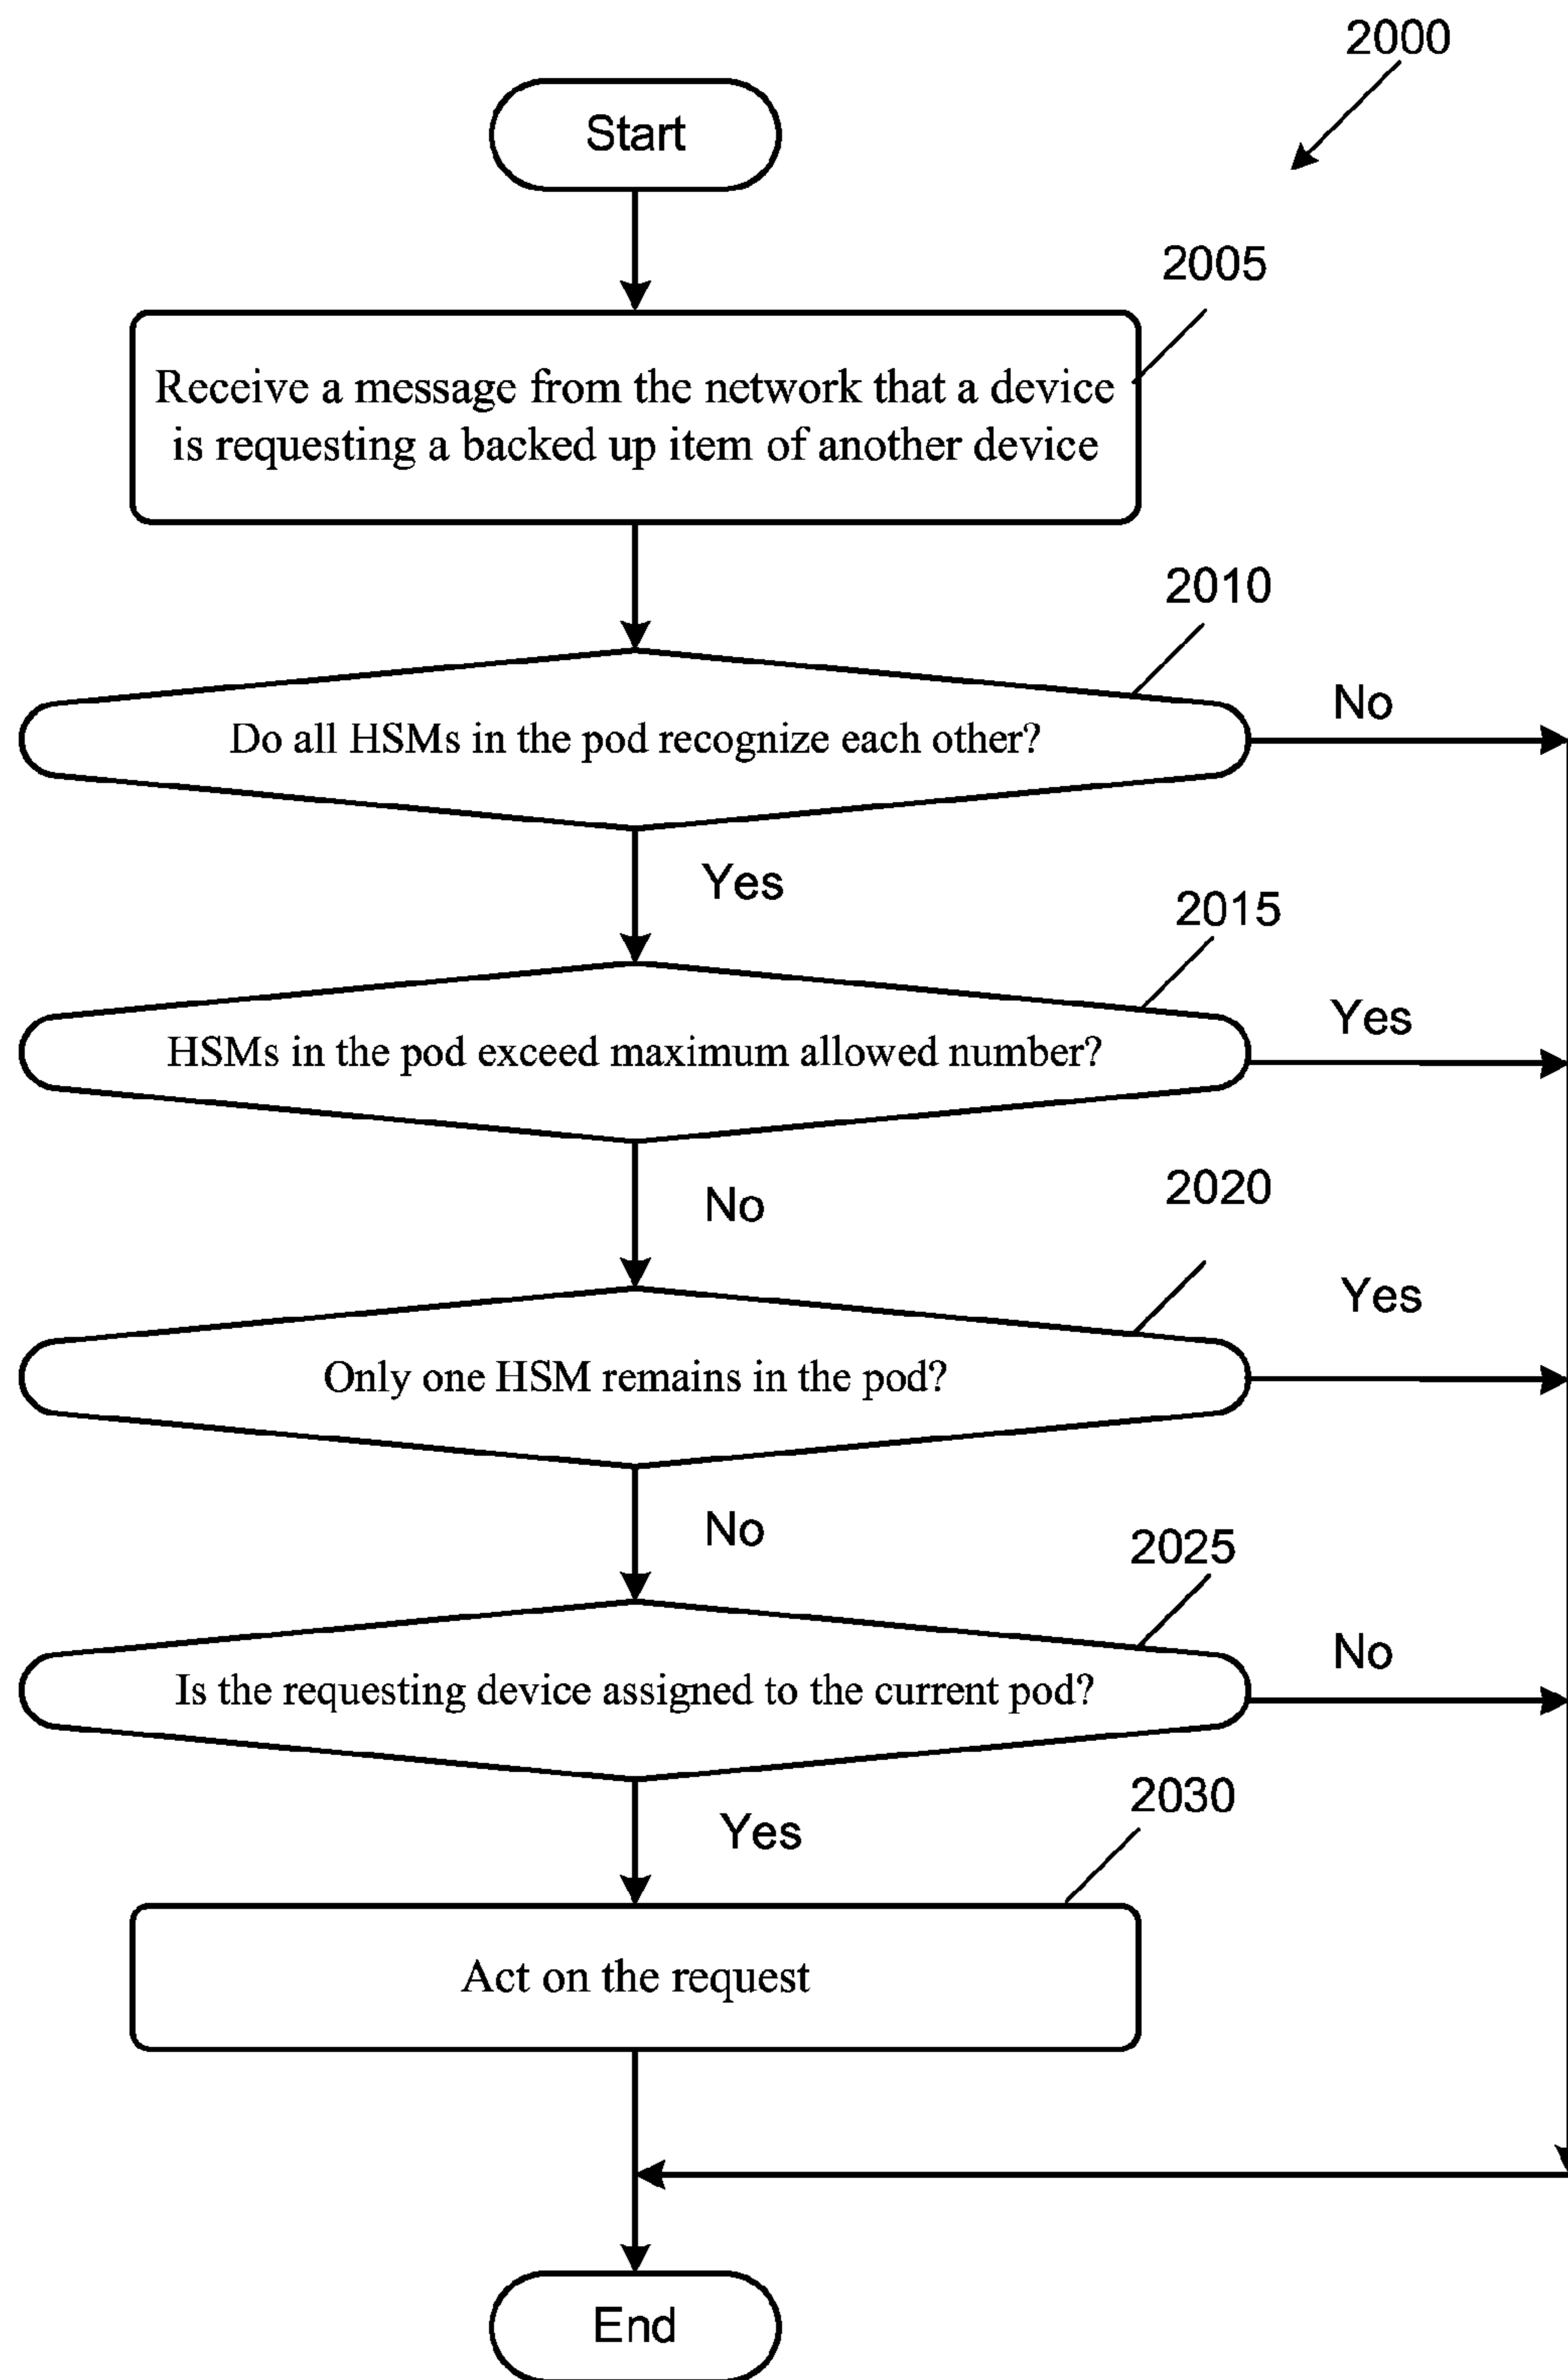 2000
Start
2005
Receive a message from the network that a device
is requesting a backed up item of another device
2010
Do all HSMs in the pod recognize each other?
No
Yes
2015
HSMs in the pod exceed maximum allowed number?
Yes
No
2020
Only one HSM remains in the pod?
Yes
No
2025
Is the requesting device assigned to the current pod?
No
Yes
2030
Act on the request
End